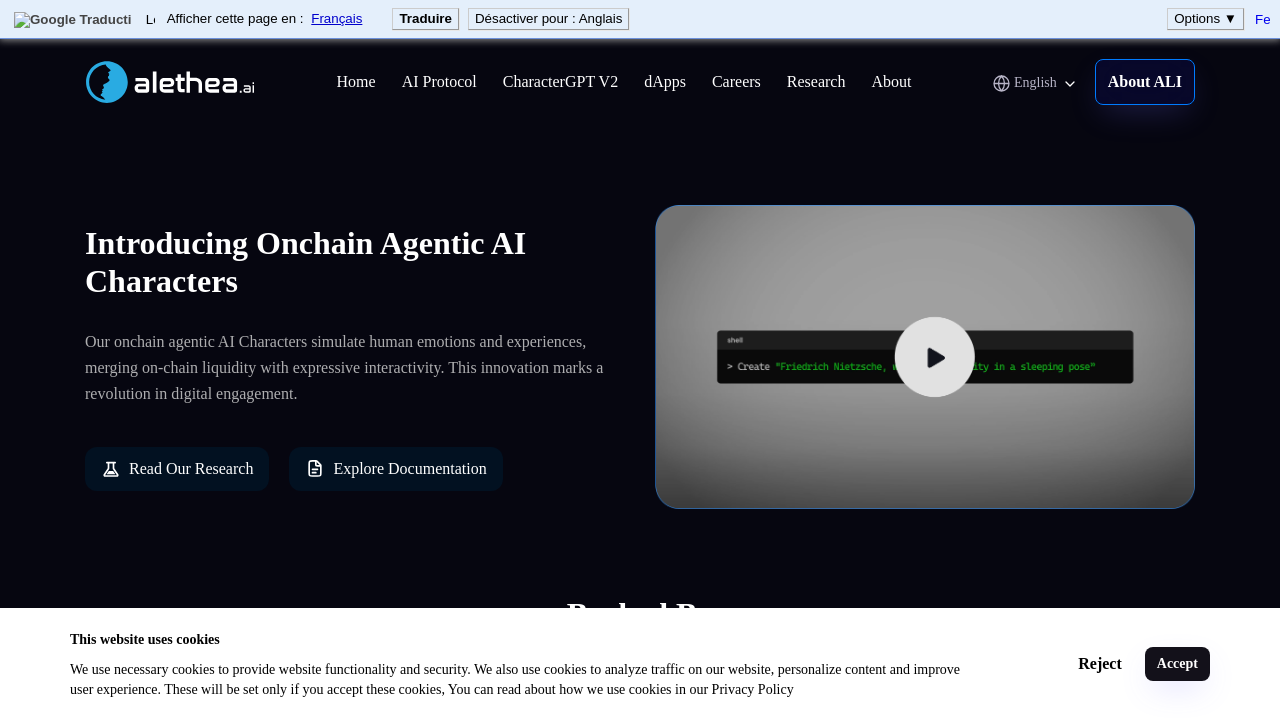 Google Traducti
Afficher cette page en : Français Traduire Désactiver pour : Anglais Options ▼ Fe
alethea.ai
Home AI Protocol CharacterGPT V2 dApps Careers Research About English About ALI
Introducing Onchain Agentic AI
Characters
Our onchain agentic AI Characters simulate human emotions and experiences,
merging on-chain liquidity with expressive interactivity. This innovation marks a
revolution in digital engagement.
Read Our Research Explore Documentation
shell
> Create "Friedrich Nietzsche, in a sleeping pose"
This website uses cookies
We use necessary cookies to provide website functionality and security. We also use cookies to analyze traffic on our website, personalize content and improve
user experience. These will be set only if you accept these cookies, You can read about how we use cookies in our Privacy Policy
Reject Accept